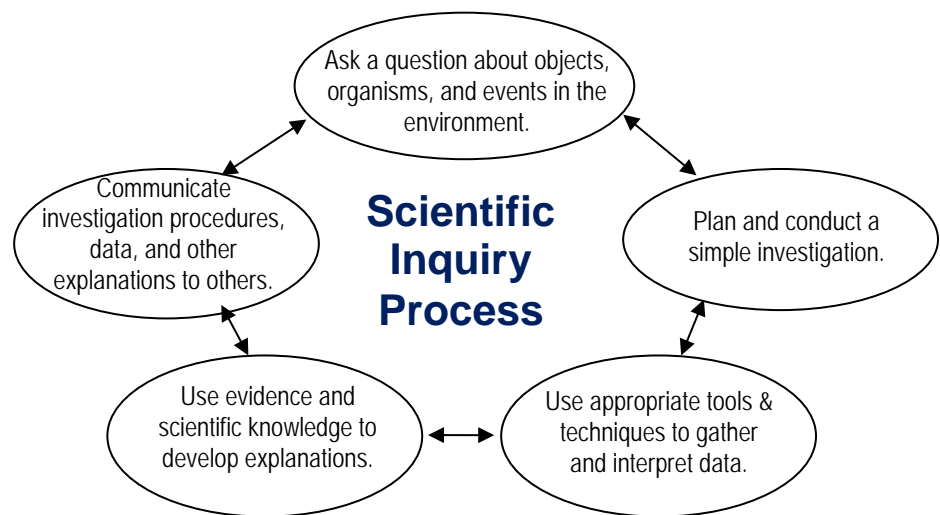 Ask a question about objects,
organisms, and events in the
environment.
Plan and conduct a
simple investigation.
Use appropriate tools &
techniques to gather
and interpret data.
Use evidence and
scientific knowledge to
develop explanations.
Communicate
investigation procedures,
data, and other
explanations to others.
Scientific
Inquiry
Process